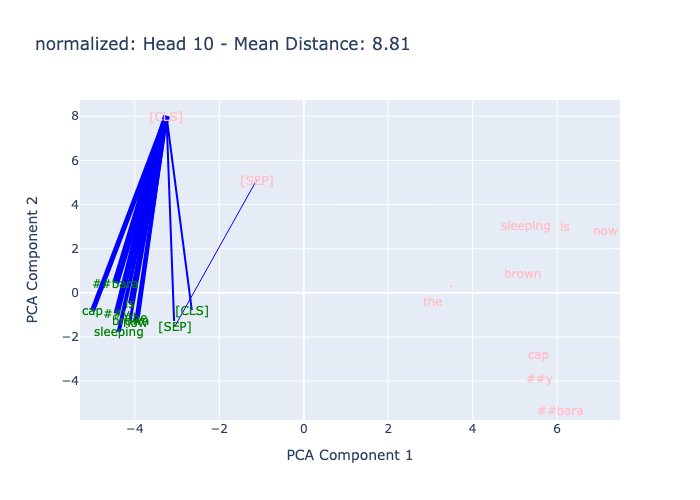 normalized: Head 10 - Mean Distance: 8.81
PCA Component 2
8
6
4
2
0
−2
−4
[CLS]
[SEP]
sleeping is now
brown
the
.
cap
##y
##bara
##bara
is
cap
[CLS]
now
[SEP]
sleeping
−4 −2 0 2 4 6
PCA Component 1